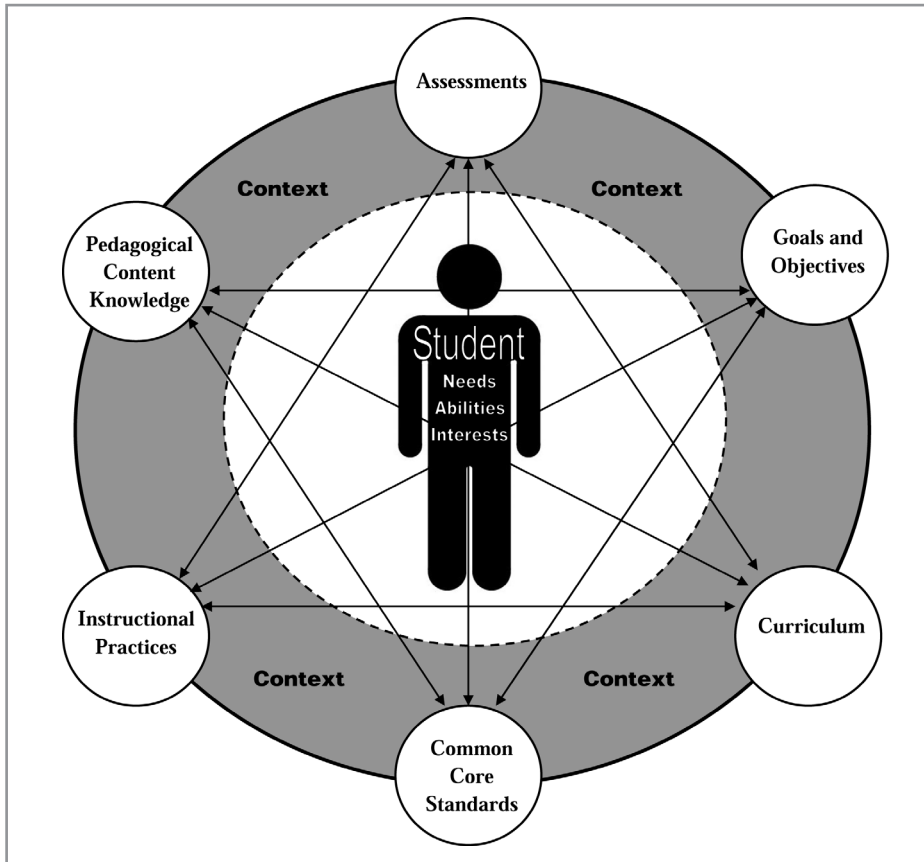 Assessments
Context
Context
Pedagogical
Content
Knowledge
Goals and
Objectives
Student
Needs
Abilities
Interests
Instructional
Practices
Curriculum
Context
Context
Common
Core
Standards